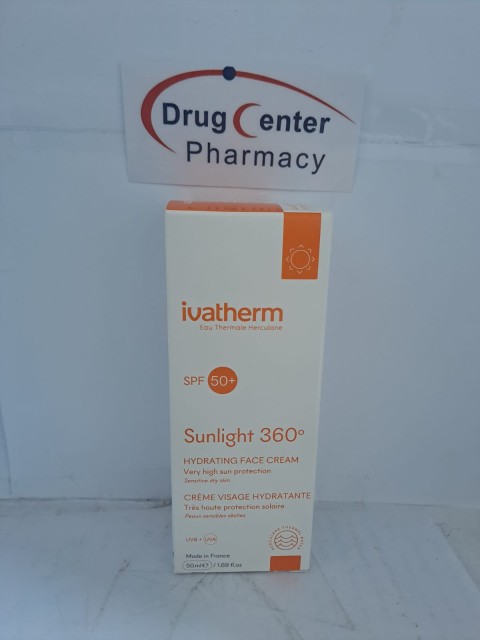 Drug Center
Pharmacy
ivatherm
Eau Thermale Herculane
SPF 50+
Sunlight 360°
HYDRATING FACE CREAM
Very high sun protection
Sensitive dry skin
CRÈME VISAGE HYDRATANTE
Très haute protection solaire
Peaux sensibles sèches
UVB + UVA
Made in France
50 ml ℮ / 1.69 fl.oz